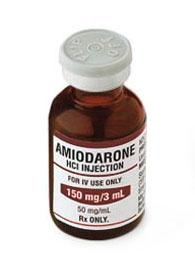 AMIODARONE
HCl INJECTION
FOR IV USE ONLY
150 mg/3 mL
50 mg/mL
Rx ONLY.